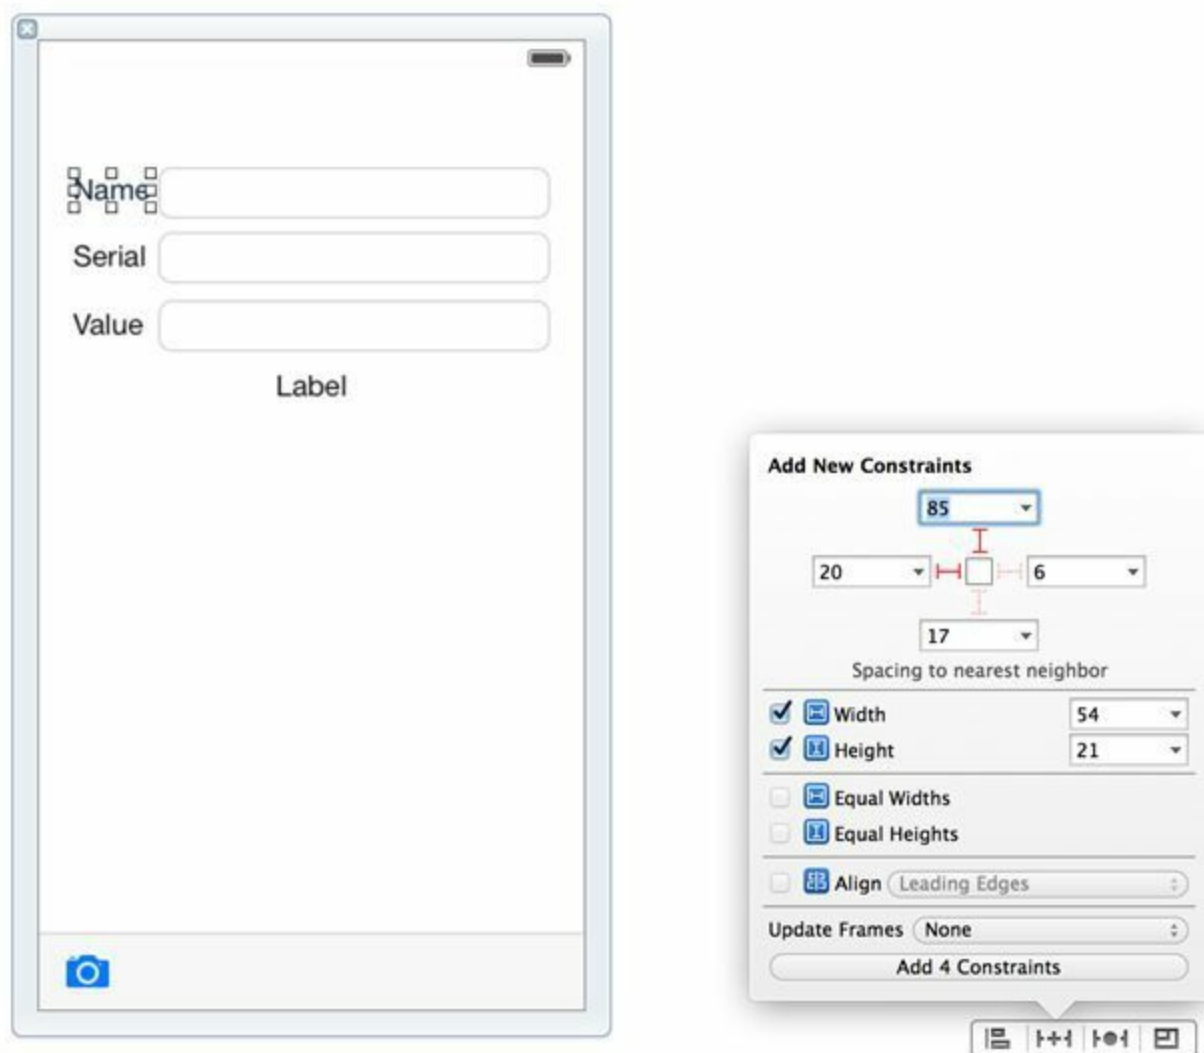 Name
Serial
Value
Label
Add New Constraints
85
20
6
17
Spacing to nearest neighbor
Width 54
Height 21
Equal Widths
Equal Heights
Align Leading Edges
Update Frames None
Add 4 Constraints